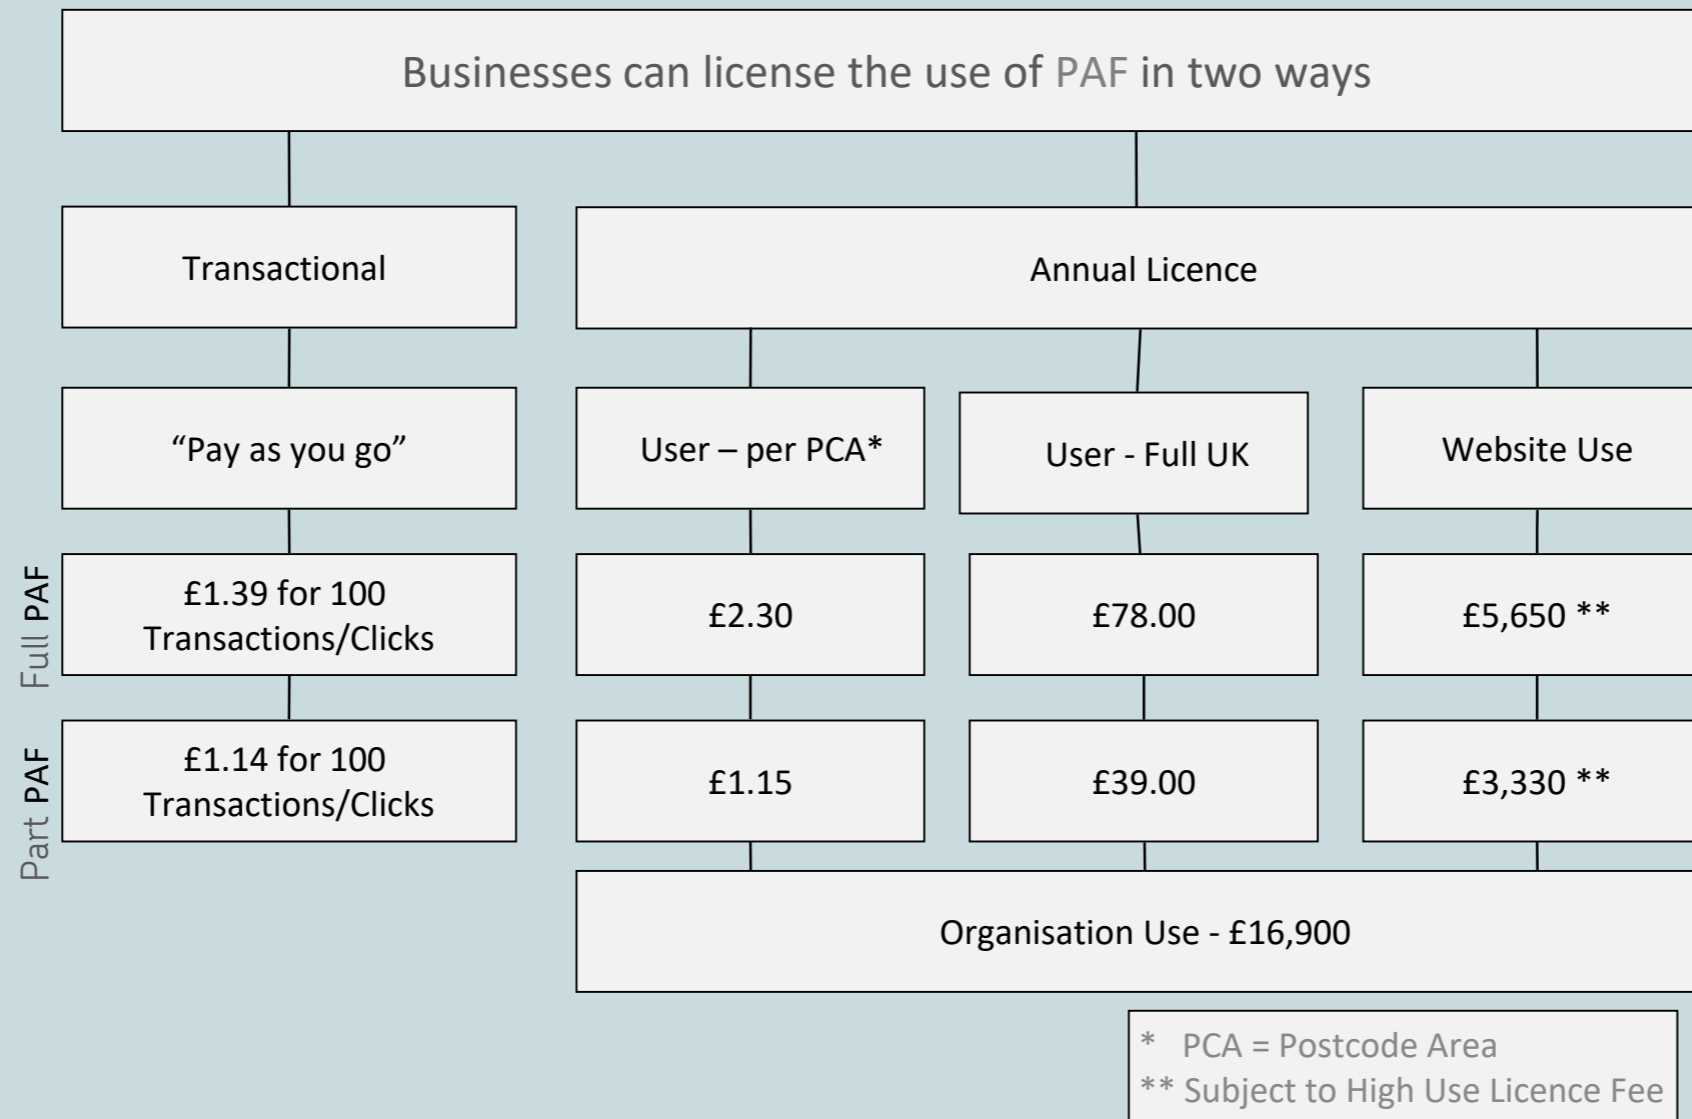 Businesses can license the use of PAF in two ways
Transactional
Annual Licence
“Pay as you go”
User – per PCA*
User - Full UK
Website Use
Full PAF
£1.39 for 100
Transactions/Clicks
£2.30
£78.00
£5,650 **
Part PAF
£1.14 for 100
Transactions/Clicks
£1.15
£39.00
£3,330 **
Organisation Use - £16,900
* PCA = Postcode Area
** Subject to High Use Licence Fee